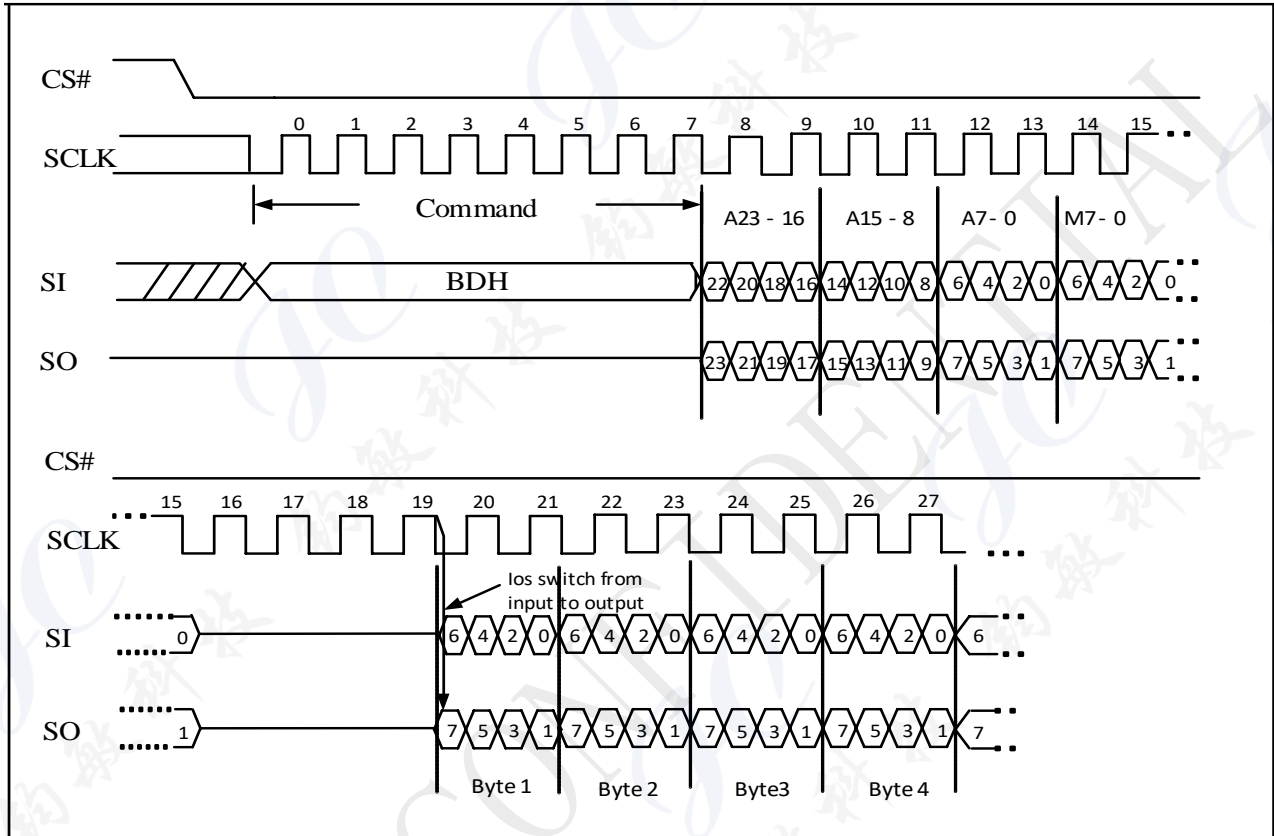 CS#
0 1 2 3 4 5 6 7 8 9 10 11 12 13 14 15
SCLK
Command
A23 - 16 A15 - 8 A7 - 0 M7 - 0
SI
BDH
22 20 18 16 14 12 10 8 6 4 2 0 6 4 2 0
SO
23 21 19 17 15 13 11 9 7 5 3 1 7 5 3 1
CS#
15 16 17 18 19 20 21 22 23 24 25 26 27
SCLK
Ios switch from
input to output
SI
0 6 4 2 0 6 4 2 0 6 4 2 0 6 4 2 0 6
SO
1 7 5 3 1 7 5 3 1 7 5 3 1 7 5 3 1 7
Byte 1 Byte 2 Byte3 Byte 4
CONFIDENTIAL